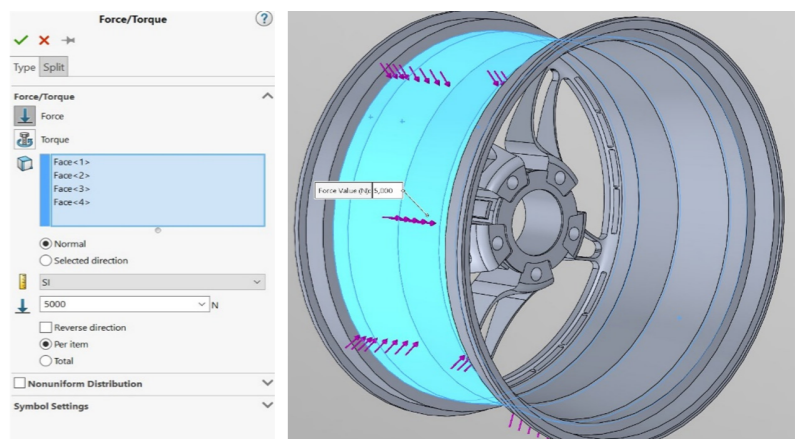 Force/Torque
?
Type Split
Force/Torque
Force
Torque
Face<1>
Face<2>
Face<3>
Face<4>
Normal
Selected direction
SI
5000 N
Reverse direction
Per item
Total
Nonuniform Distribution
Symbol Settings
Force Value (N): 5,000